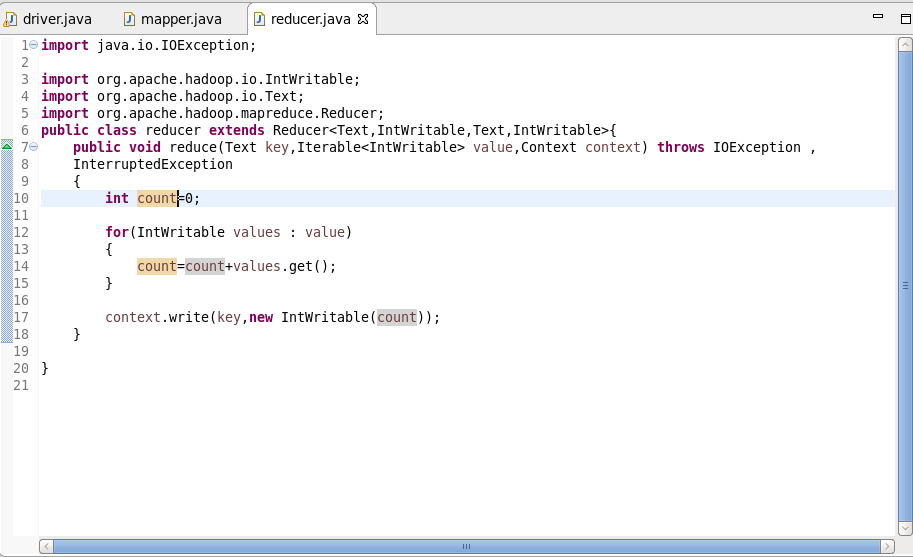 driver.java mapper.java reducer.java
1 import java.io.IOException;
2
3 import org.apache.hadoop.io.IntWritable;
4 import org.apache.hadoop.io.Text;
5 import org.apache.hadoop.mapreduce.Reducer;
6 public class reducer extends Reducer<Text,IntWritable,Text,IntWritable>{
7     public void reduce(Text key,Iterable<IntWritable> value,Context context) throws IOException ,
8     InterruptedException
9     {
10         int count=0;
11
12         for(IntWritable values : value)
13         {
14             count=count+values.get();
15         }
16
17         context.write(key,new IntWritable(count));
18     }
19
20 }
21